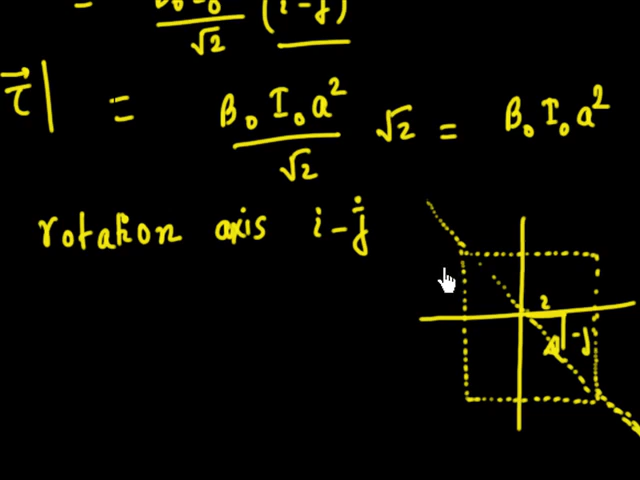 = (i-j)
√2
|τ⃗| = B₀I₀a²/√2 √2 = B₀I₀a²
rotation axis i-j
i
-j